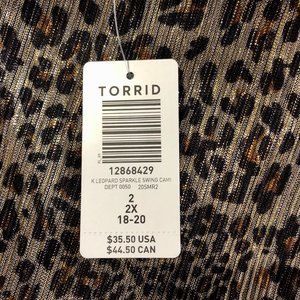 TORRID
12868429
K LEOPARD SPARKLE SWING CAMI
DEPT 0050 20SMR2
2
2X
18-20
$35.50 USA
$44.50 CAN